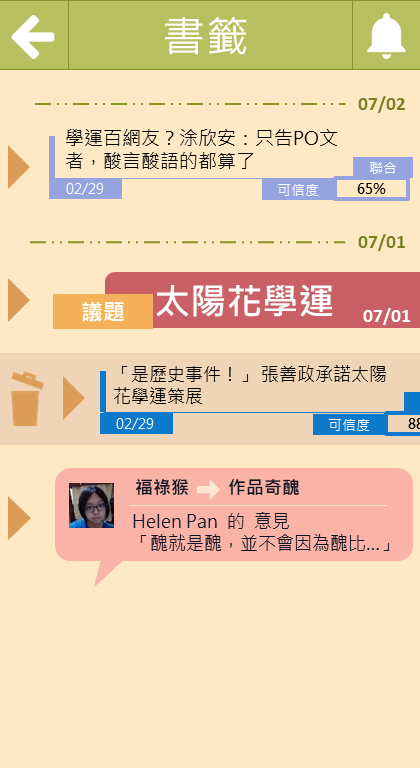 書籤
07/02
學運百網友？涂欣安：只告PO文
者，酸言酸語的都算了
聯合
02/29
可信度
65%
07/01
太陽花學運
議題
07/01
「是歷史事件！」張善政承諾太陽
花學運策展
02/29
可信度
88
福祿猴
作品奇醜
Helen Pan 的 意見
「醜就是醜，並不會因為醜比...」